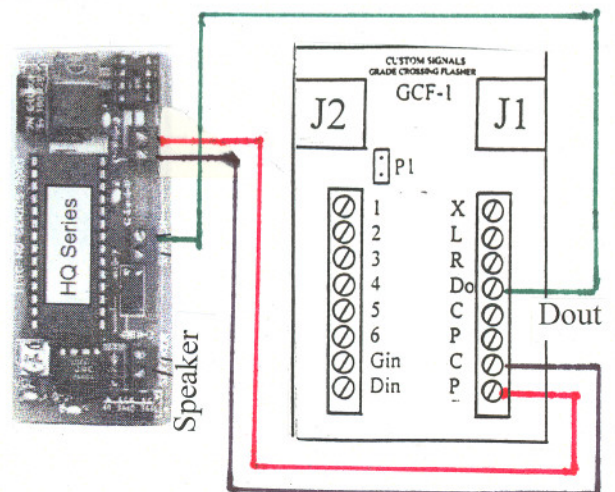 CUSTOM SIGNALS
GRADE CROSSING FLASHER
GCF-1
J2
J1
P1
HQ Series
1 X
2 L
3 R
4 Do
5 C
6 P
Gin C
Din P
Dout
Speaker